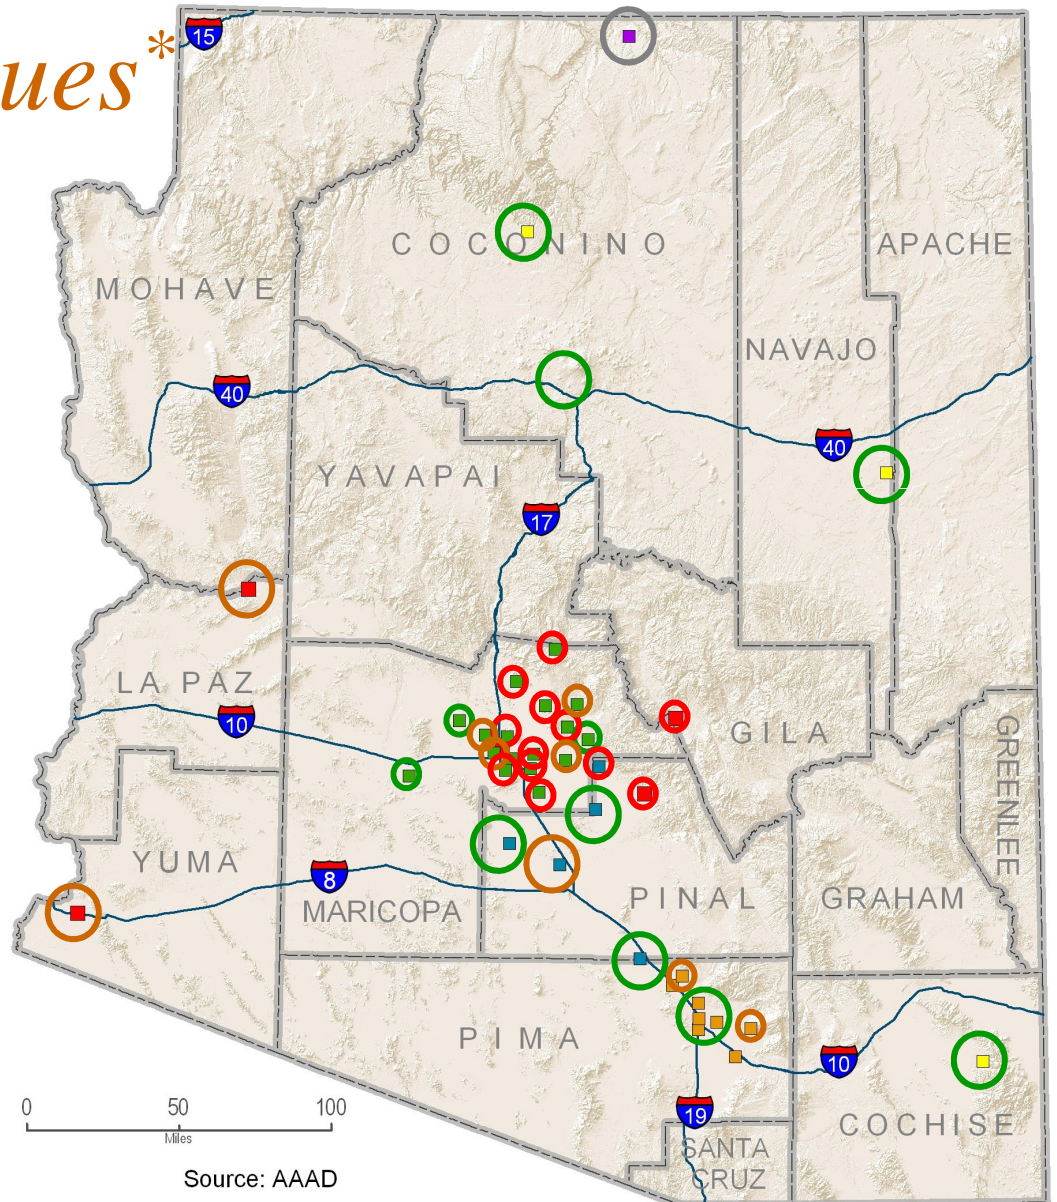 15
ues*
COCONINO
APACHE
MOHAVE
NAVAJO
40
40
YAVAPAI
17
LA PAZ
10
GILA
GREENLEE
YUMA
8
MARICOPA
PINAL
GRAHAM
PIMA
10
0 50 100
Miles
19
COCHISE
SANTA
CRUZ
Source: AAAD